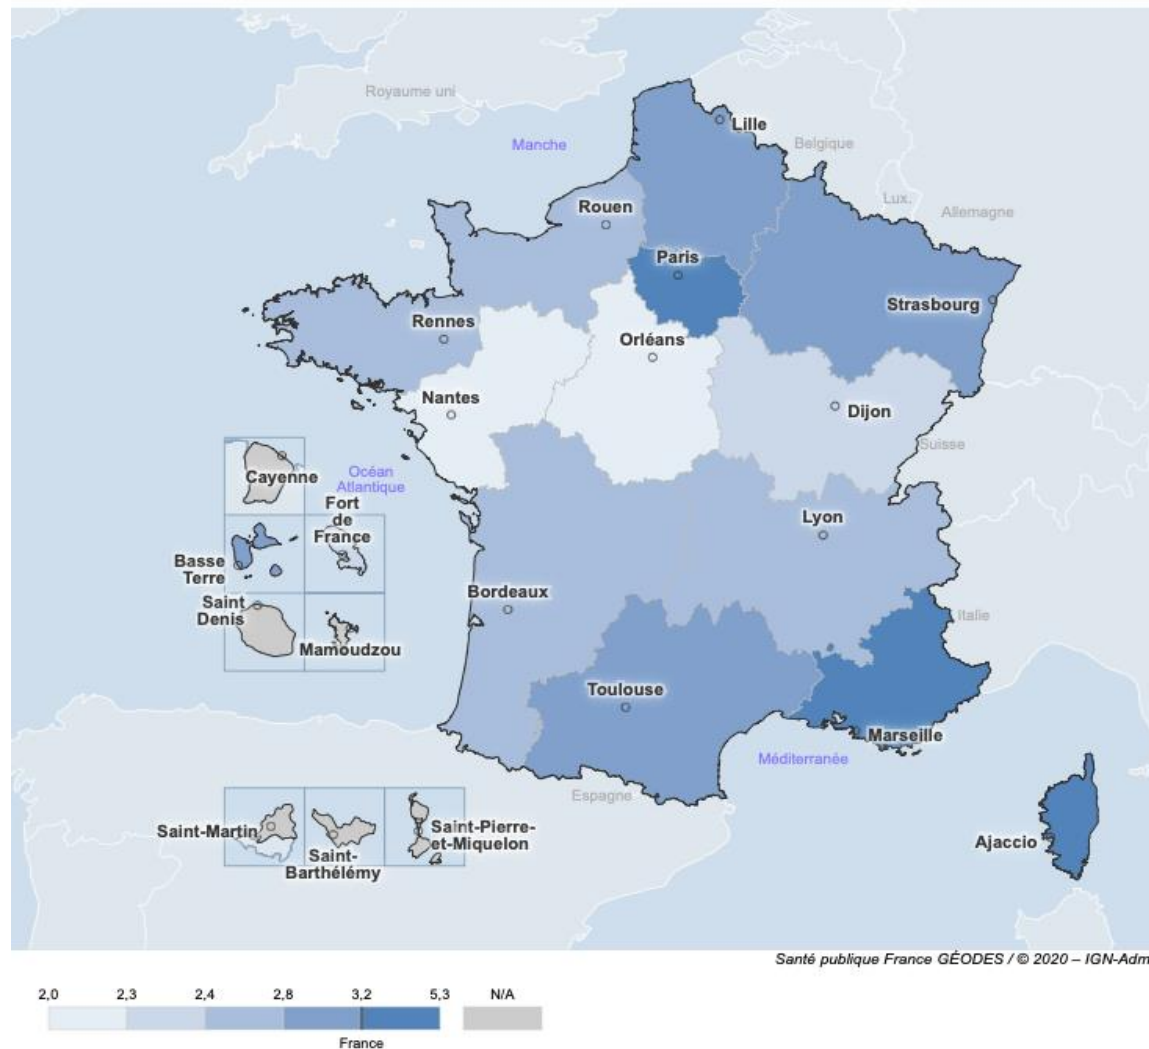 Royaume uni
Manche
Lille
Belgique
Lux.
Allemagne
Rouen
Paris
Strasbourg
Rennes
Orléans
Nantes
Dijon
Suisse
Cayenne
Océan
Atlantique
Fort
de
France
Lyon
Basse
Terre
Saint
Denis
Bordeaux
Italie
Mamoudzou
Toulouse
Marseille
Méditerranée
Espagne
Saint-Martin
Saint-
Barthélémy
Saint-Pierre-
et-Miquelon
Ajaccio
Santé publique France GÉODES / © 2020 – IGN-Adm
2,0 2,3 2,4 2,8 3,2 5,3 N/A
France